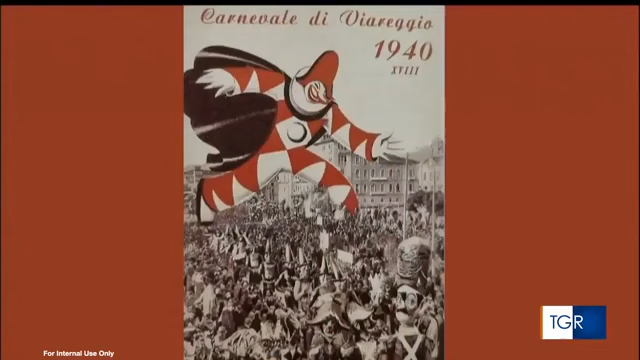 Carnevale di Viareggio
1940
XVIII
TGR
For Internal Use Only